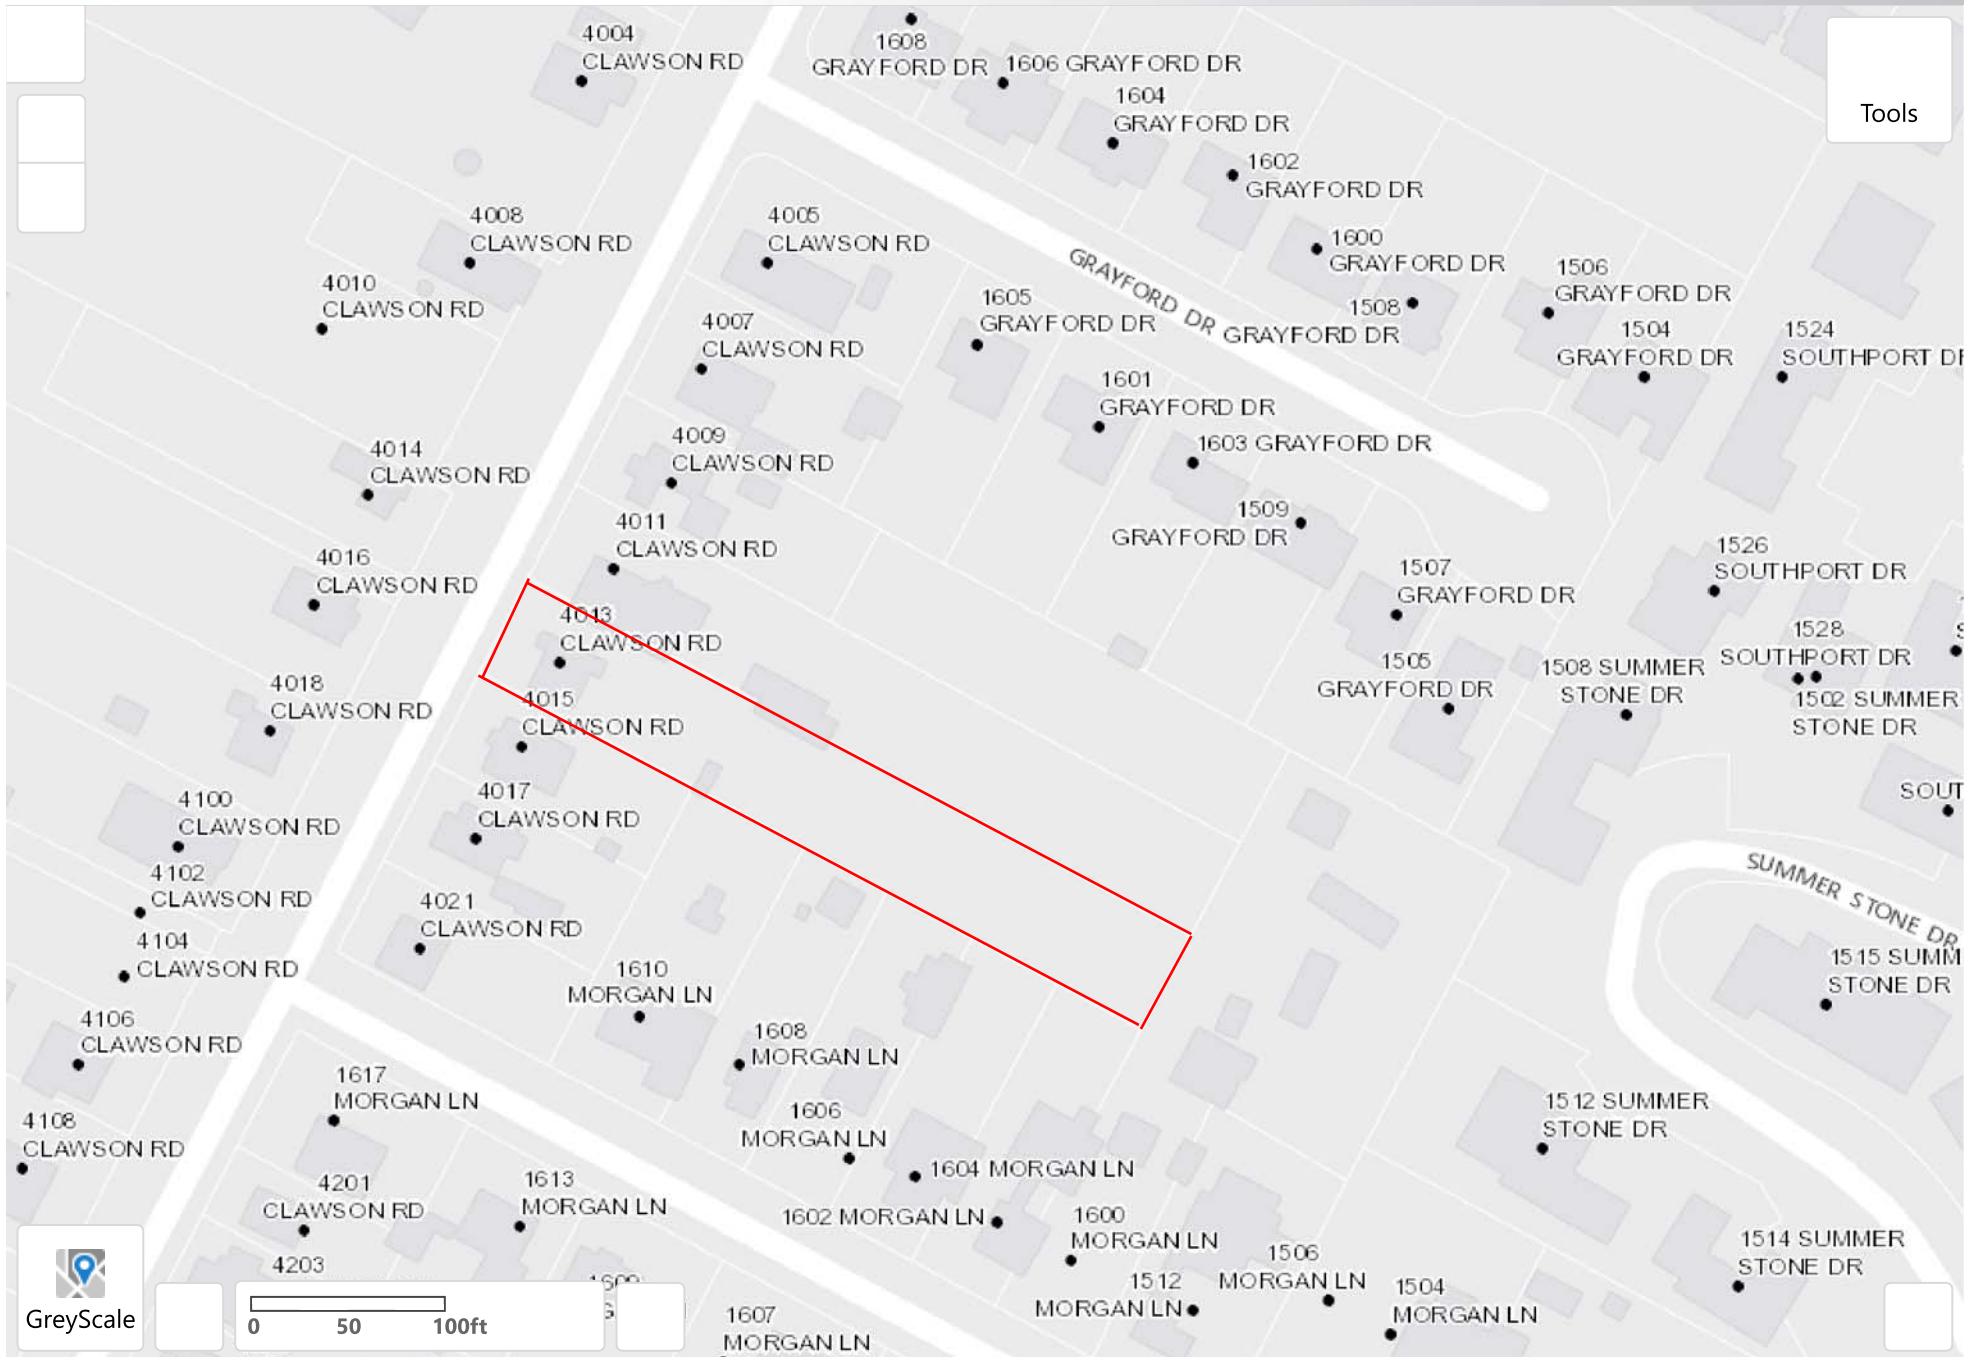 4004
CLAWSON RD
1608
GRAYFORD DR
1606 GRAYFORD DR
1604
GRAYFORD DR
Tools
1602
GRAYFORD DR
4008
CLAWSON RD
4005
CLAWSON RD
1600
GRAYFORD DR
GRAYFORD DR
1506
GRAYFORD DR
4010
CLAWSON RD
1605
GRAYFORD DR
1508
GRAYFORD DR
4007
CLAWSON RD
1504
GRAYFORD DR
1524
SOUTHPORT DR
1601
GRAYFORD DR
4014
CLAWSON RD
4009
CLAWSON RD
1603 GRAYFORD DR
1509
GRAYFORD DR
4011
CLAWSON RD
4016
CLAWSON RD
1507
GRAYFORD DR
1526
SOUTHPORT DR
4013
CLAWSON RD
1528
SOUTHPORT DR
1505
GRAYFORD DR
1508 SUMMER
STONE DR
1502 SUMMER
STONE DR
4018
CLAWSON RD
4015
CLAWSON RD
4017
CLAWSON RD
SOUT
4100
CLAWSON RD
4102
CLAWSON RD
SUMMER STONE DR
4021
CLAWSON RD
4104
CLAWSON RD
1515 SUMM
STONE DR
1610
MORGAN LN
4106
CLAWSON RD
1608
MORGAN LN
1617
MORGAN LN
1606
MORGAN LN
1512 SUMMER
STONE DR
4108
CLAWSON RD
1604 MORGAN LN
4201
CLAWSON RD
1613
MORGAN LN
1602 MORGAN LN
1600
MORGAN LN
1506
MORGAN LN
1514 SUMMER
STONE DR
4203
1609
1512
MORGAN LN
1504
MORGAN LN
1607
MORGAN LN
GreyScale
0 50 100ft